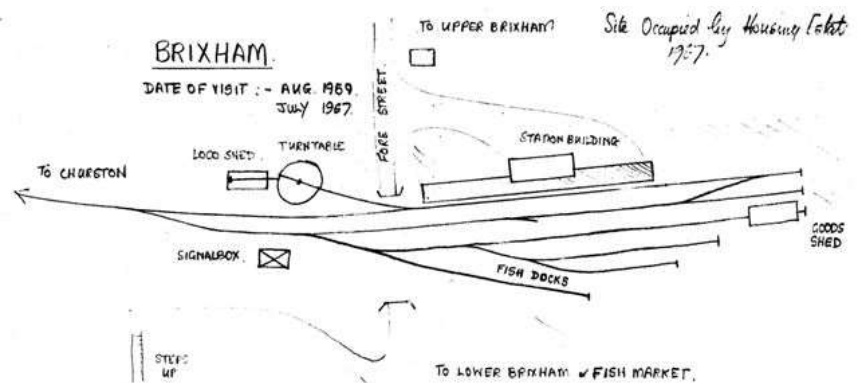 TO UPPER BRIXHAM
Site Occupied by Housing Estate
1967.
BRIXHAM.
DATE OF VISIT :- AUG. 1959.
JULY 1967.
FORE STREET
STATION BUILDING
TURNTABLE
LOCO SHED.
TO CHURSTON
GOODS
SHED
SIGNALBOX.
FISH DOCKS
STEPS
UP
TO LOWER BRIXHAM & FISH MARKET.